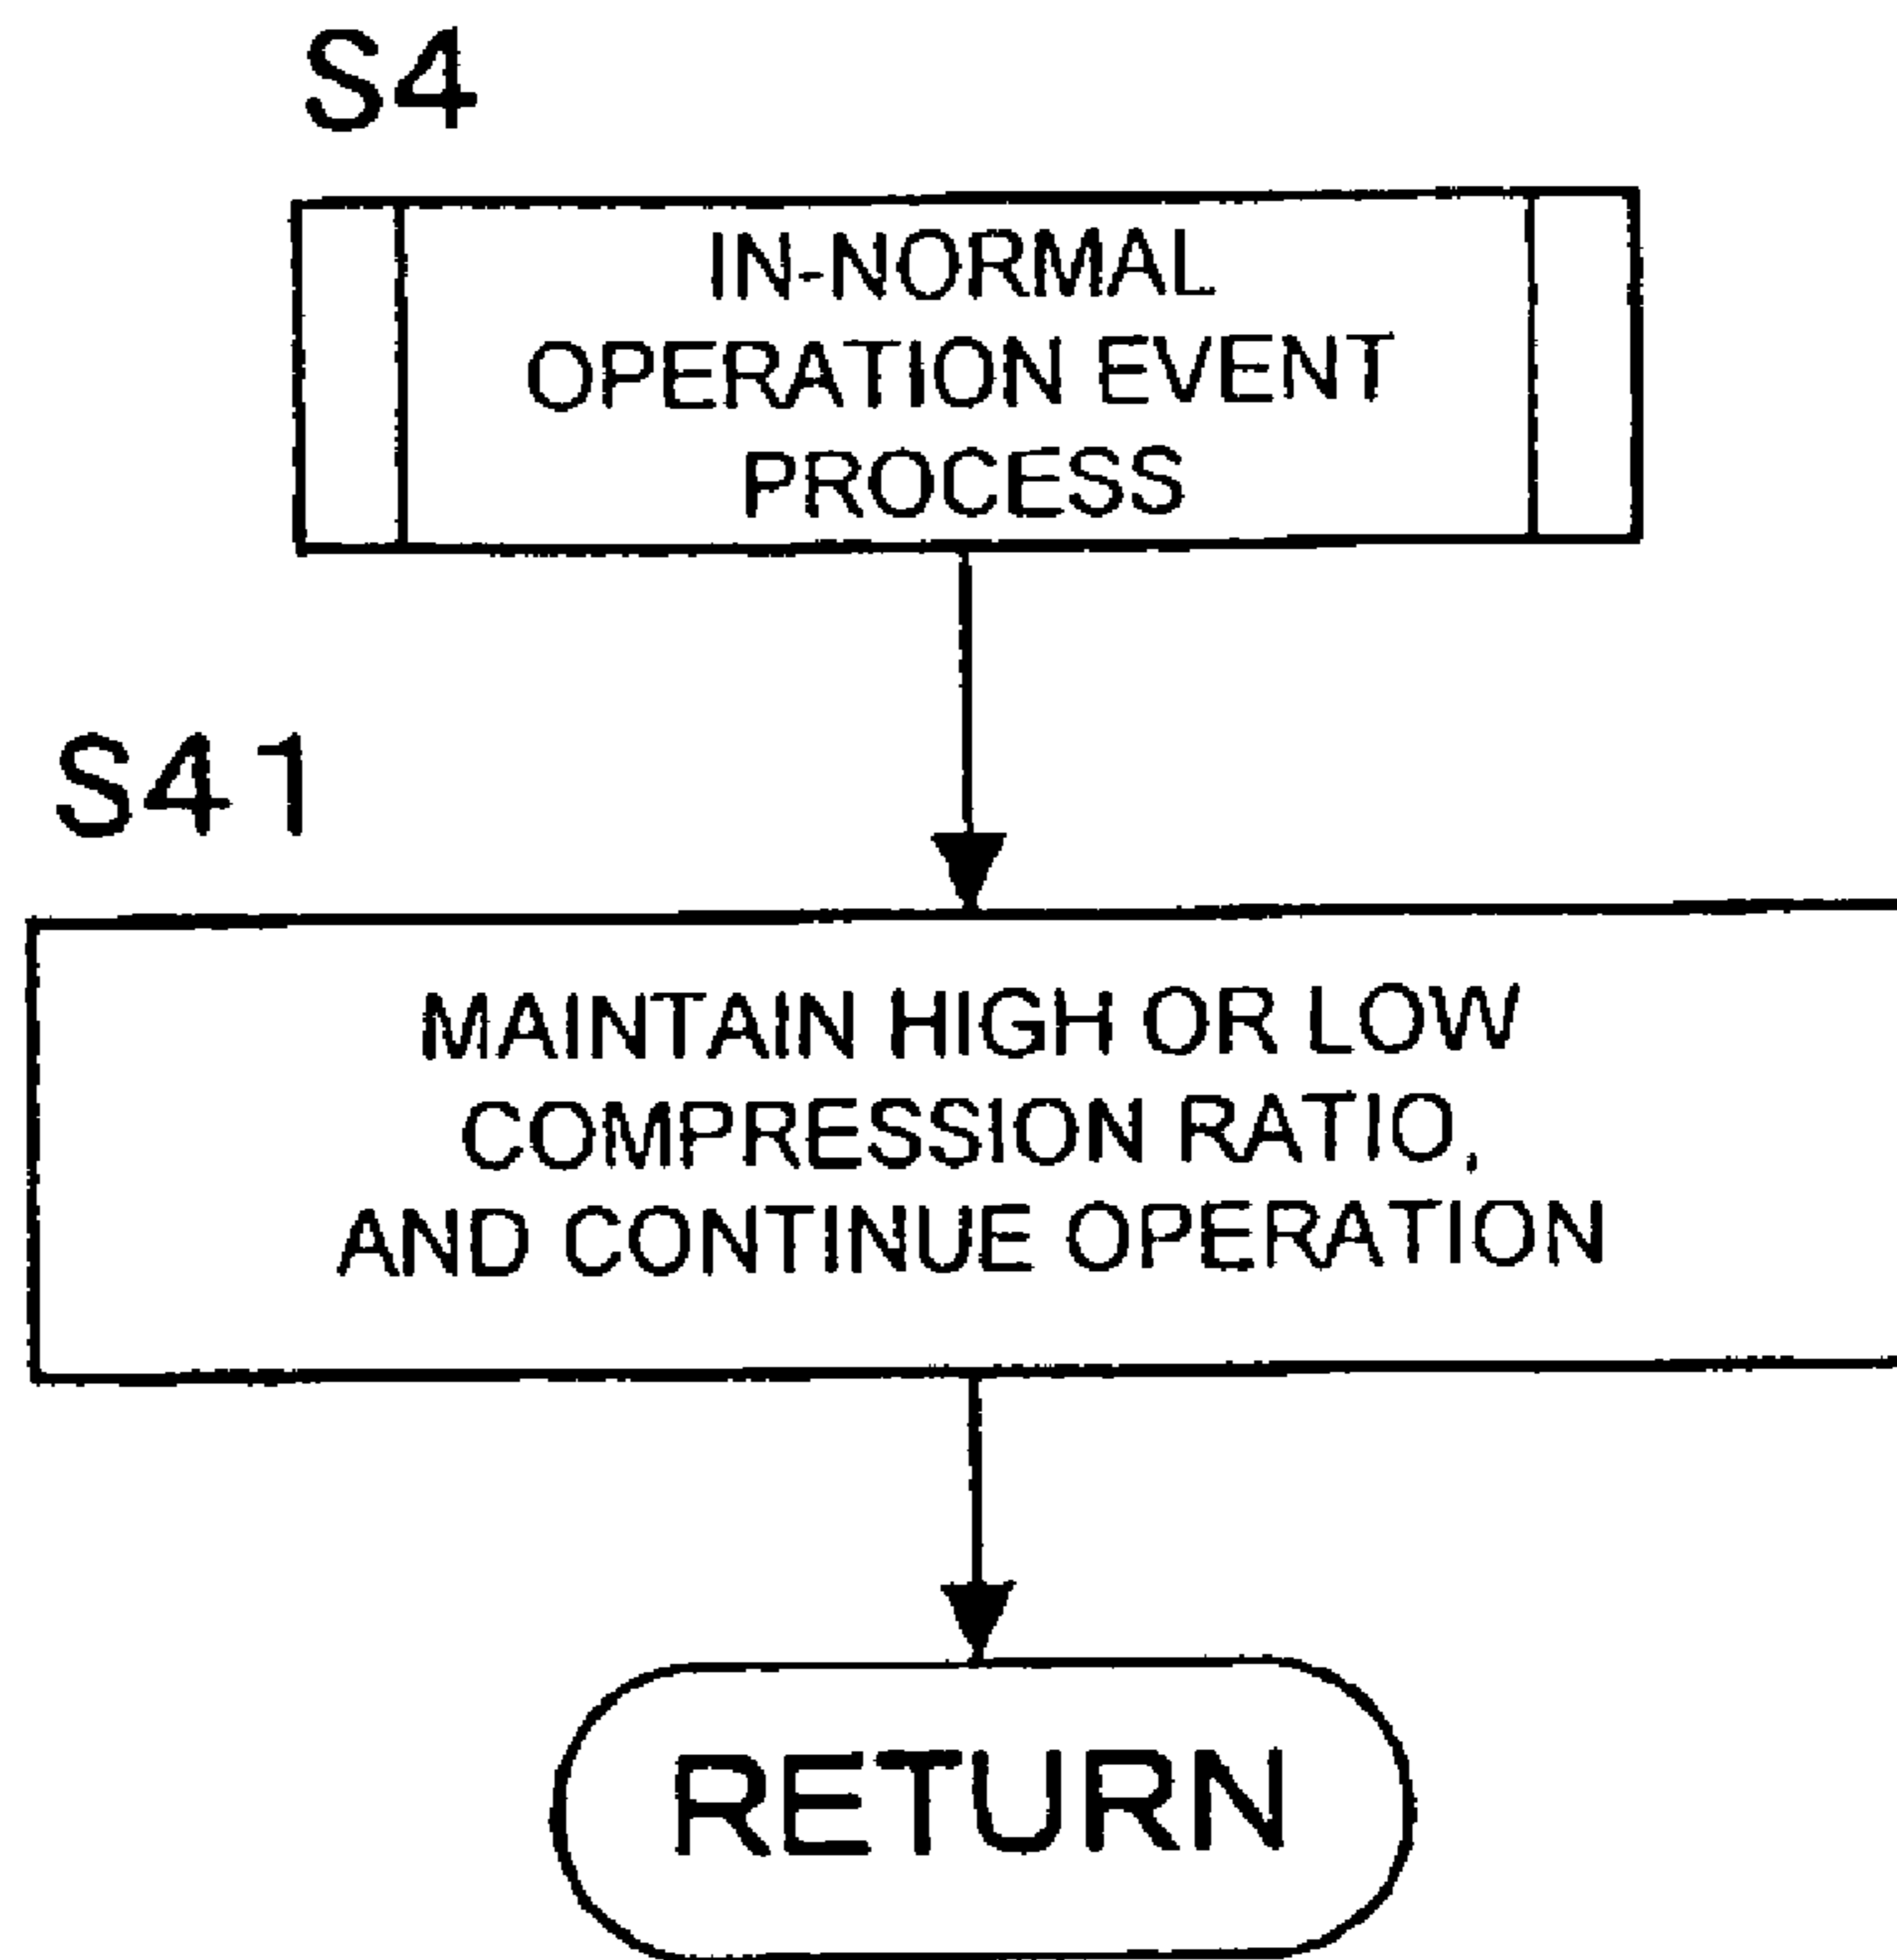 S4
IN-NORMAL
OPERATION EVENT
PROCESS
S41
MAINTAIN HIGH OR LOW
COMPRESSION RATIO,
AND CONTINUE OPERATION
RETURN